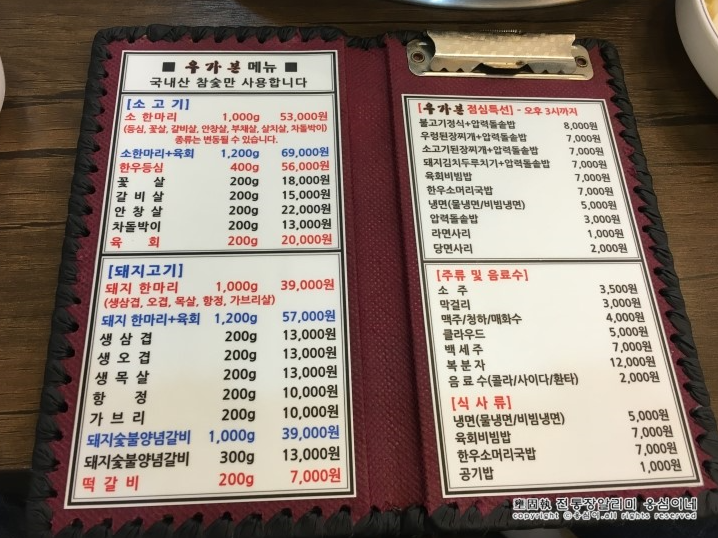 ■ 우가본 메뉴 ■
국내산 참숯만 사용합니다
[소 고 기]
소 한마리 1,000g 53,000원
(등심, 꽃살, 갈비살, 안창살, 부채살, 살치살, 차돌박이)
종류는 변동될 수 있습니다.
소한마리+육회 1,200g 69,000원
한우등심 400g 56,000원
꽃 살 200g 18,000원
갈 비 살 200g 15,000원
안 창 살 200g 22,000원
차돌박이 200g 13,000원
육 회 200g 20,000원
[돼지고기]
돼지 한마리 1,000g 39,000원
(생삼겹, 오겹, 목살, 항정, 가브리살)
돼지 한마리+육회 1,200g 57,000원
생 삼 겹 200g 13,000원
생 오 겹 200g 13,000원
생 목 살 200g 13,000원
항 정 200g 10,000원
가 브 리 200g 10,000원
돼지숯불양념갈비 1,000g 39,000원
돼지숯불양념갈비 300g 13,000원
떡 갈 비 200g 7,000원
[우가본 점심특선] - 오후 3시까지
불고기정식+압력돌솥밥 8,000원
우렁된장찌개+압력돌솥밥 7,000원
소고기된장찌개+압력돌솥밥 7,000원
돼지김치두루치기+압력돌솥밥 7,000원
육회비빔밥 7,000원
한우소머리국밥 7,000원
냉면(물냉면/비빔냉면) 5,000원
압력돌솥밥 3,000원
라면사리 1,000원
당면사리 2,000원
[주류 및 음료수]
소 주 3,500원
막걸리 3,000원
맥주/청하/매화수 4,000원
클라우드 5,000원
백 세 주 7,000원
복 분 자 12,000원
음 료 수(콜라/사이다/환타) 2,000원
[식 사 류]
냉면(물냉면/비빔냉면) 5,000원
육회비빔밥 7,000원
한우소머리국밥 7,000원
공기밥 1,000원
전통장알리미 옹심이네
copyright ⓒ옹심이.all rights reserved